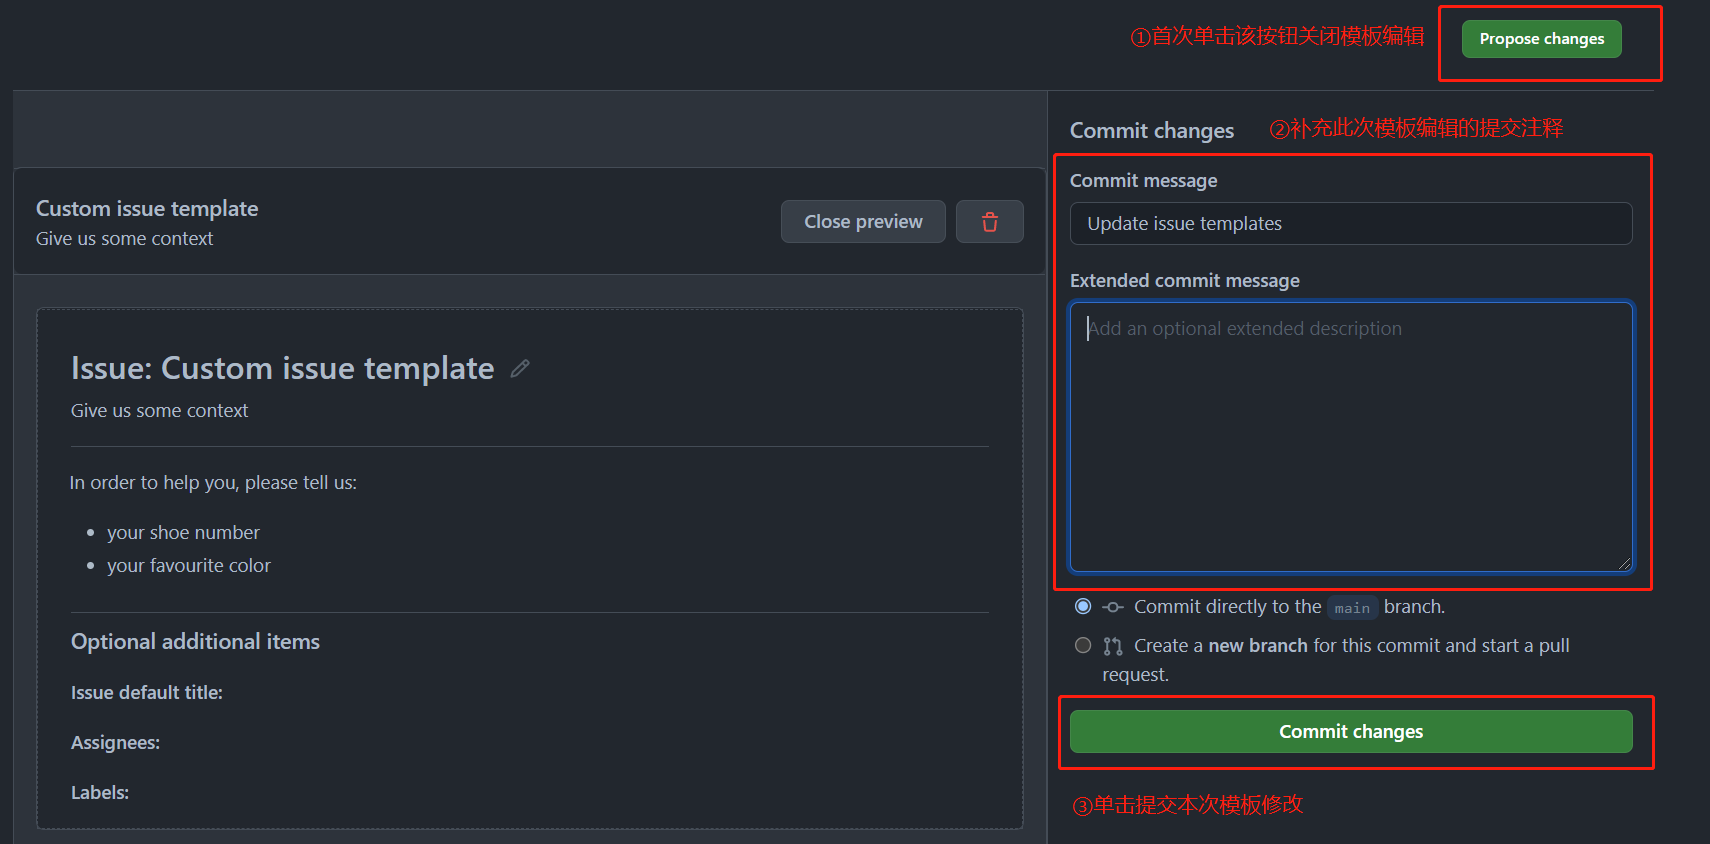 ①首次单击该按钮关闭模板编辑
Propose changes
Custom issue template
Give us some context
Close preview
Issue: Custom issue template
Give us some context
In order to help you, please tell us:
your shoe number
your favourite color
Optional additional items
Issue default title:
Assignees:
Labels:
Commit changes
②补充此次模板编辑的提交注释
Commit message
Update issue templates
Extended commit message
Add an optional extended description
Commit directly to the main branch.
Create a new branch for this commit and start a pull
request.
Commit changes
③单击提交本次模板修改